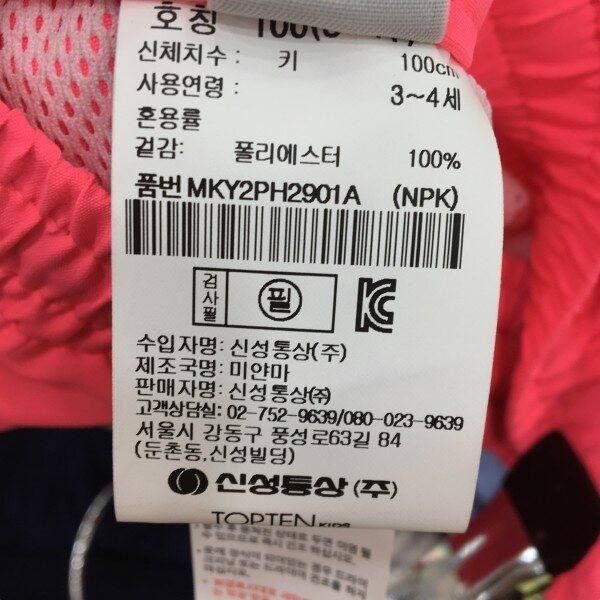 호칭 100(3~4)
신체치수: 키 100cm
사용연령: 3~4세
혼용률
겉감: 폴리에스터 100%
품번 MKY2PH2901A (NPK)
검사필 필 KC
수입자명: 신성통상(주)
제조국명: 미얀마
판매자명: 신성통상㈜
고객상담실: 02-752-9639/080-023-9639
서울시 강동구 풍성로63길 84
(둔촌동,신성빌딩)
신성통상 (주)
TOPTEN KIDS